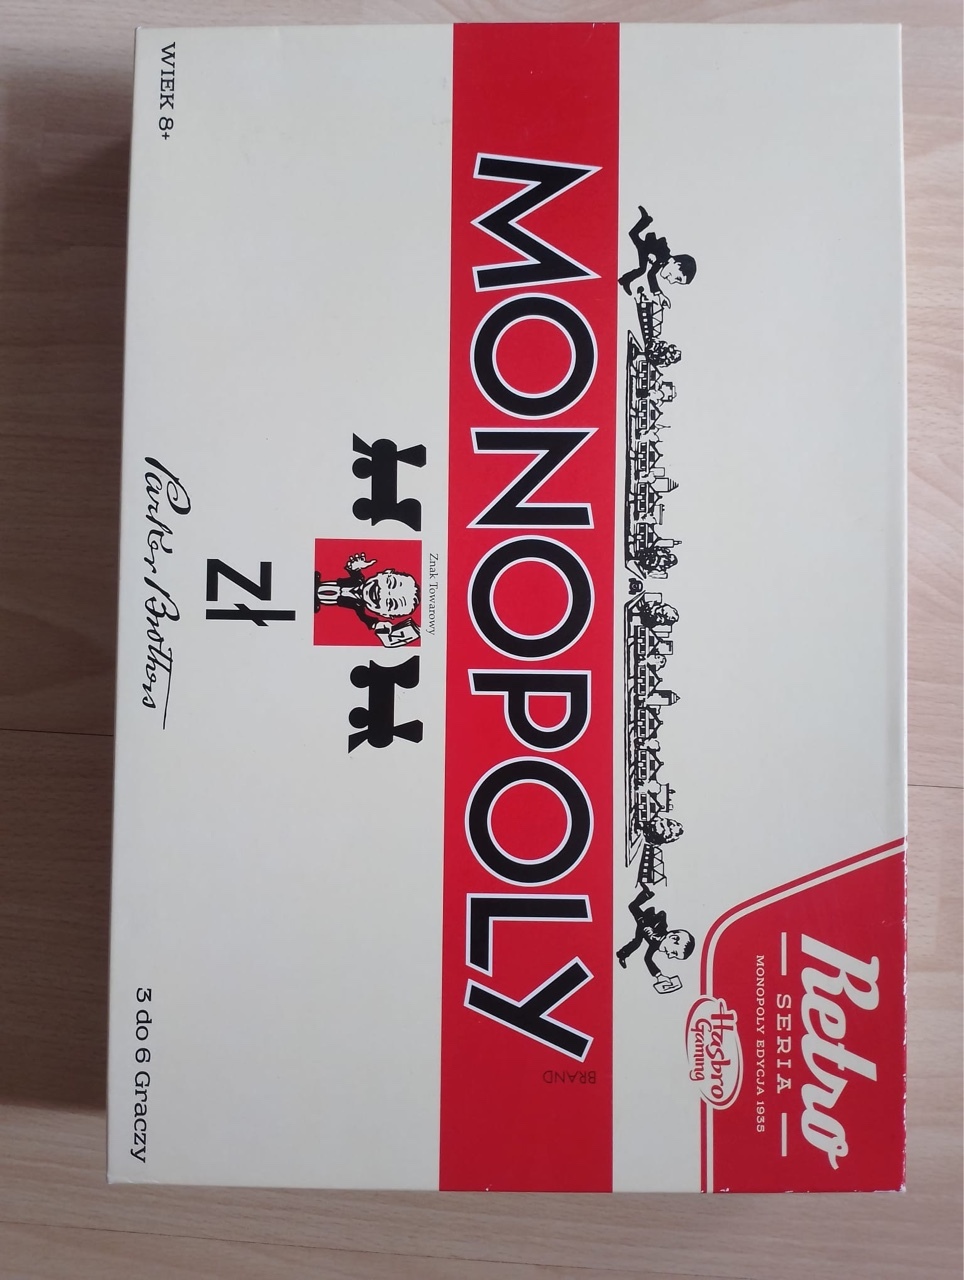 Retro
SERIA
MONOPOLY EDYCJA 1935
Hasbro
Gaming
MONOPOLY
BRAND
Znak Towarowy
ZŁ
Parker Brothers
WIEK 8+
3 do 6 Graczy